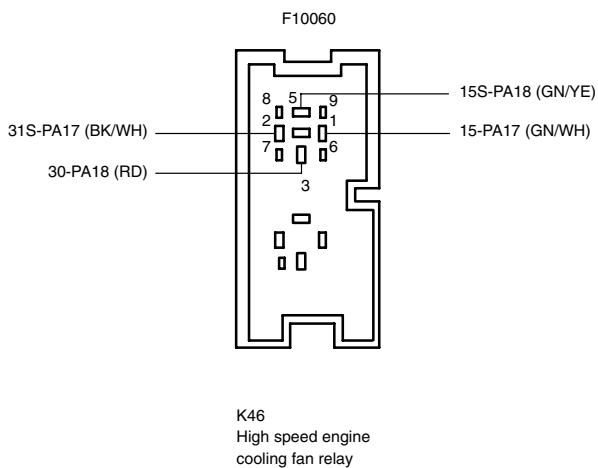 F10060
15S-PA18 (GN/YE)
8 5 9
2 1
31S-PA17 (BK/WH)
15-PA17 (GN/WH)
7 6
30-PA18 (RD)
3
K46
High speed engine
cooling fan relay